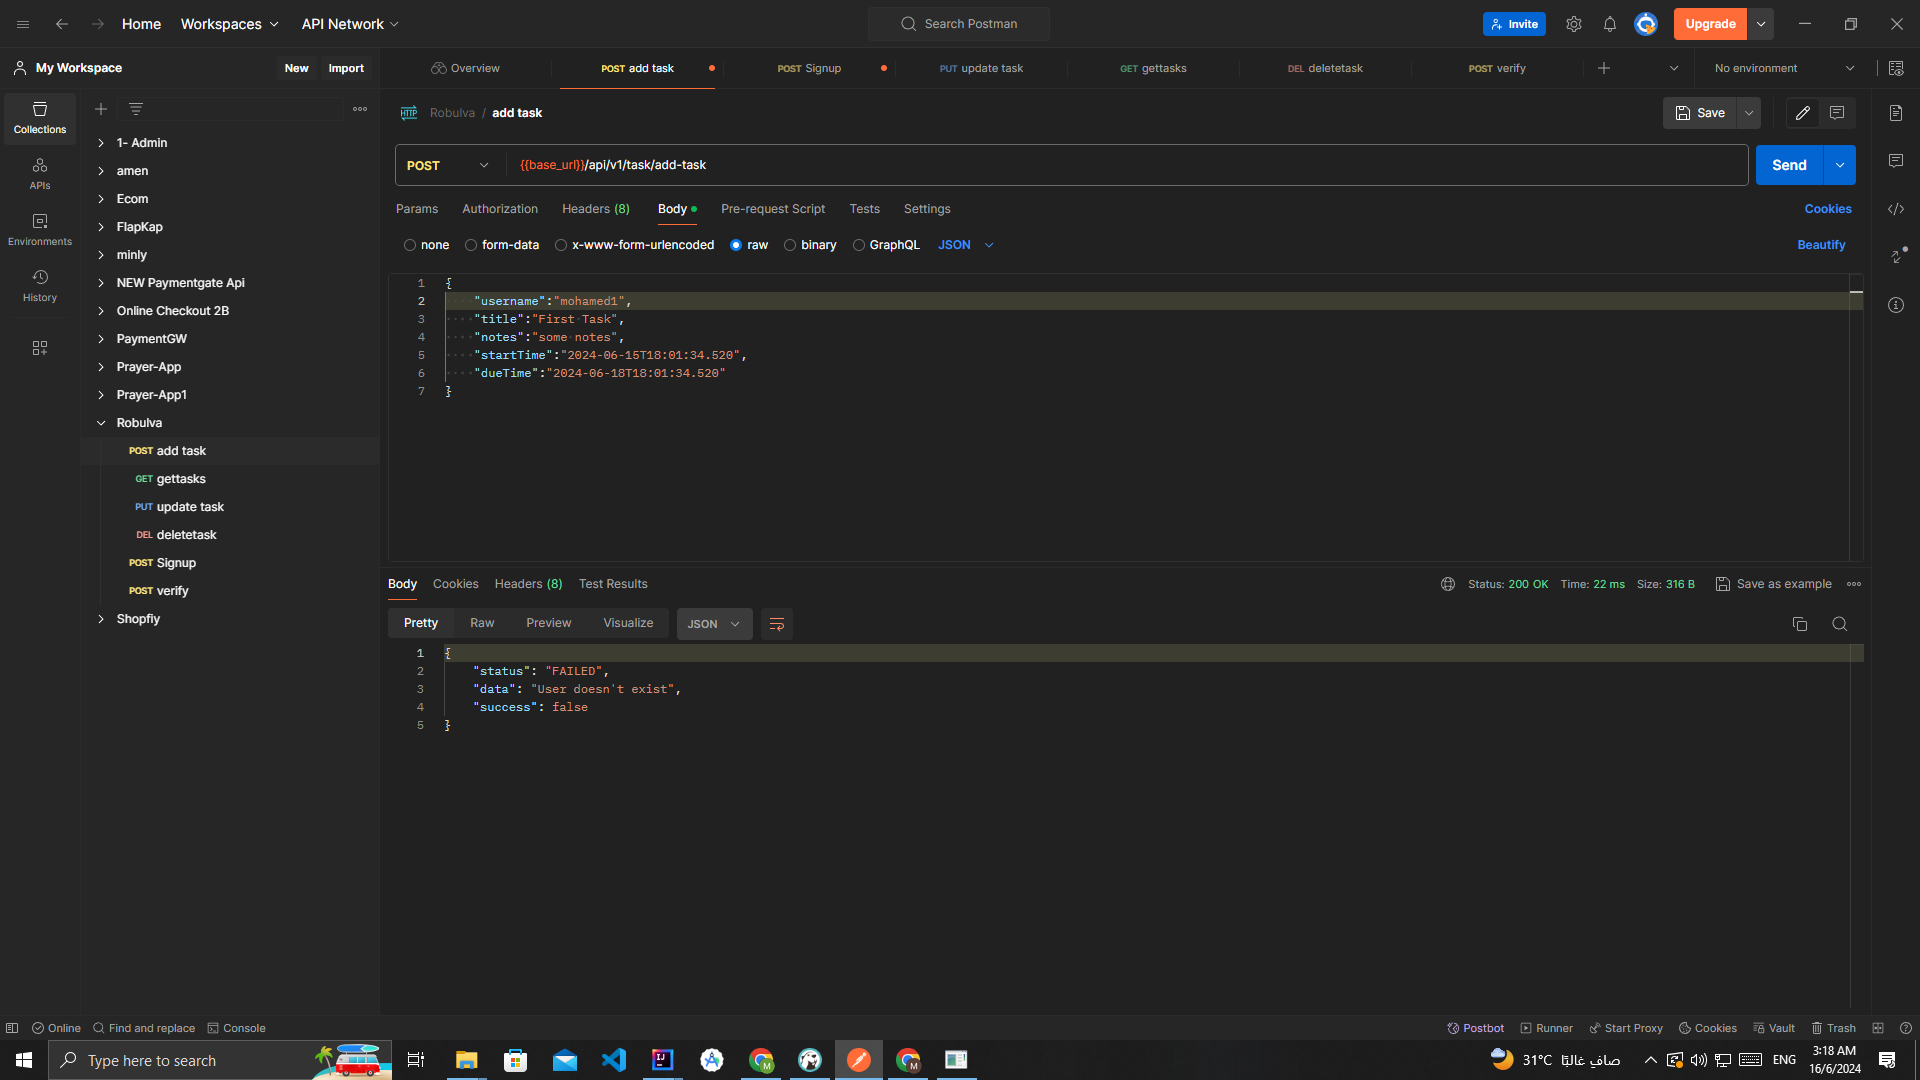 Home Workspaces API Network Search Postman Invite Upgrade
My Workspace New Import Overview POST add task POST Signup PUT update task GET gettasks DEL deletetask POST verify No environment
Collections
APIs
Environments
History
1- Admin
amen
Ecom
FlapKap
minly
NEW Paymentgate Api
Online Checkout 2B
PaymentGW
Prayer-App
Prayer-App1
Robulva
POST add task
GET gettasks
PUT update task
DEL deletetask
POST Signup
POST verify
Shopfiy
HTTP Robulva / add task Save
POST {{base_url}}/api/v1/task/add-task Send
Params Authorization Headers (8) Body Pre-request Script Tests Settings Cookies
none form-data x-www-form-urlencoded raw binary GraphQL JSON Beautify
1 {
2 "username":"mohamed1",
3 "title":"First Task",
4 "notes":"some notes",
5 "startTime":"2024-06-15T18:01:34.520",
6 "dueTime":"2024-06-18T18:01:34.520"
7 }
Body Cookies Headers (8) Test Results Status: 200 OK Time: 22 ms Size: 316 B Save as example
Pretty Raw Preview Visualize JSON
1 {
2 "status": "FAILED",
3 "data": "User doesn't exist",
4 "success": false
5 }
Online Find and replace Console Postbot Runner Start Proxy Cookies Vault Trash
Type here to search 31°C صافٍ غالبًا ENG 3:18 AM
16/6/2024